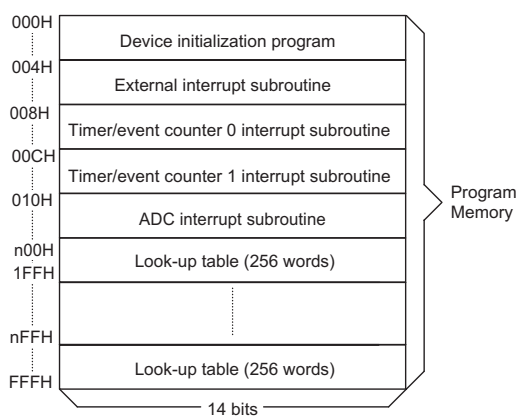 000H
Device initialization program
004H
External interrupt subroutine
008H
Timer/event counter 0 interrupt subroutine
00CH
Timer/event counter 1 interrupt subroutine
010H
ADC interrupt subroutine
n00H
Look-up table (256 words)
1FFH
nFFH
Look-up table (256 words)
FFFH
14 bits
Program
Memory